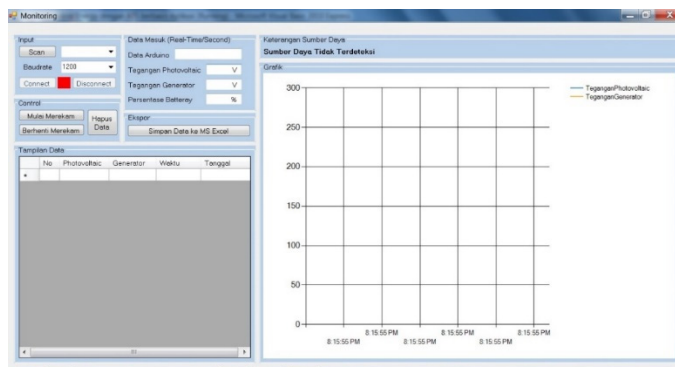 Monitoring
Input
Scan
Baudrate 1200
Connect Disconnect
Control
Mulai Merekam
Berhenti Merekam
Hapus
Data
Data Masuk (Real-Time/Second)
Data Arduino
Tegangan Photovoltaic V
Tegangan Generator V
Persentase Batteray %
Ekspor
Simpan Data ke MS Excel
Tampilan Data
No Photovoltaic Generator Waktu Tanggal
Keterangan Sumber Daya
Sumber Daya Tidak Terdeteksi
Grafik
TeganganPhotovoltaic
TeganganGenerator
300
250
200
150
100
50
0
8:15:55 PM 8:15:55 PM 8:15:55 PM
8:15:55 PM 8:15:55 PM 8:15:55 PM